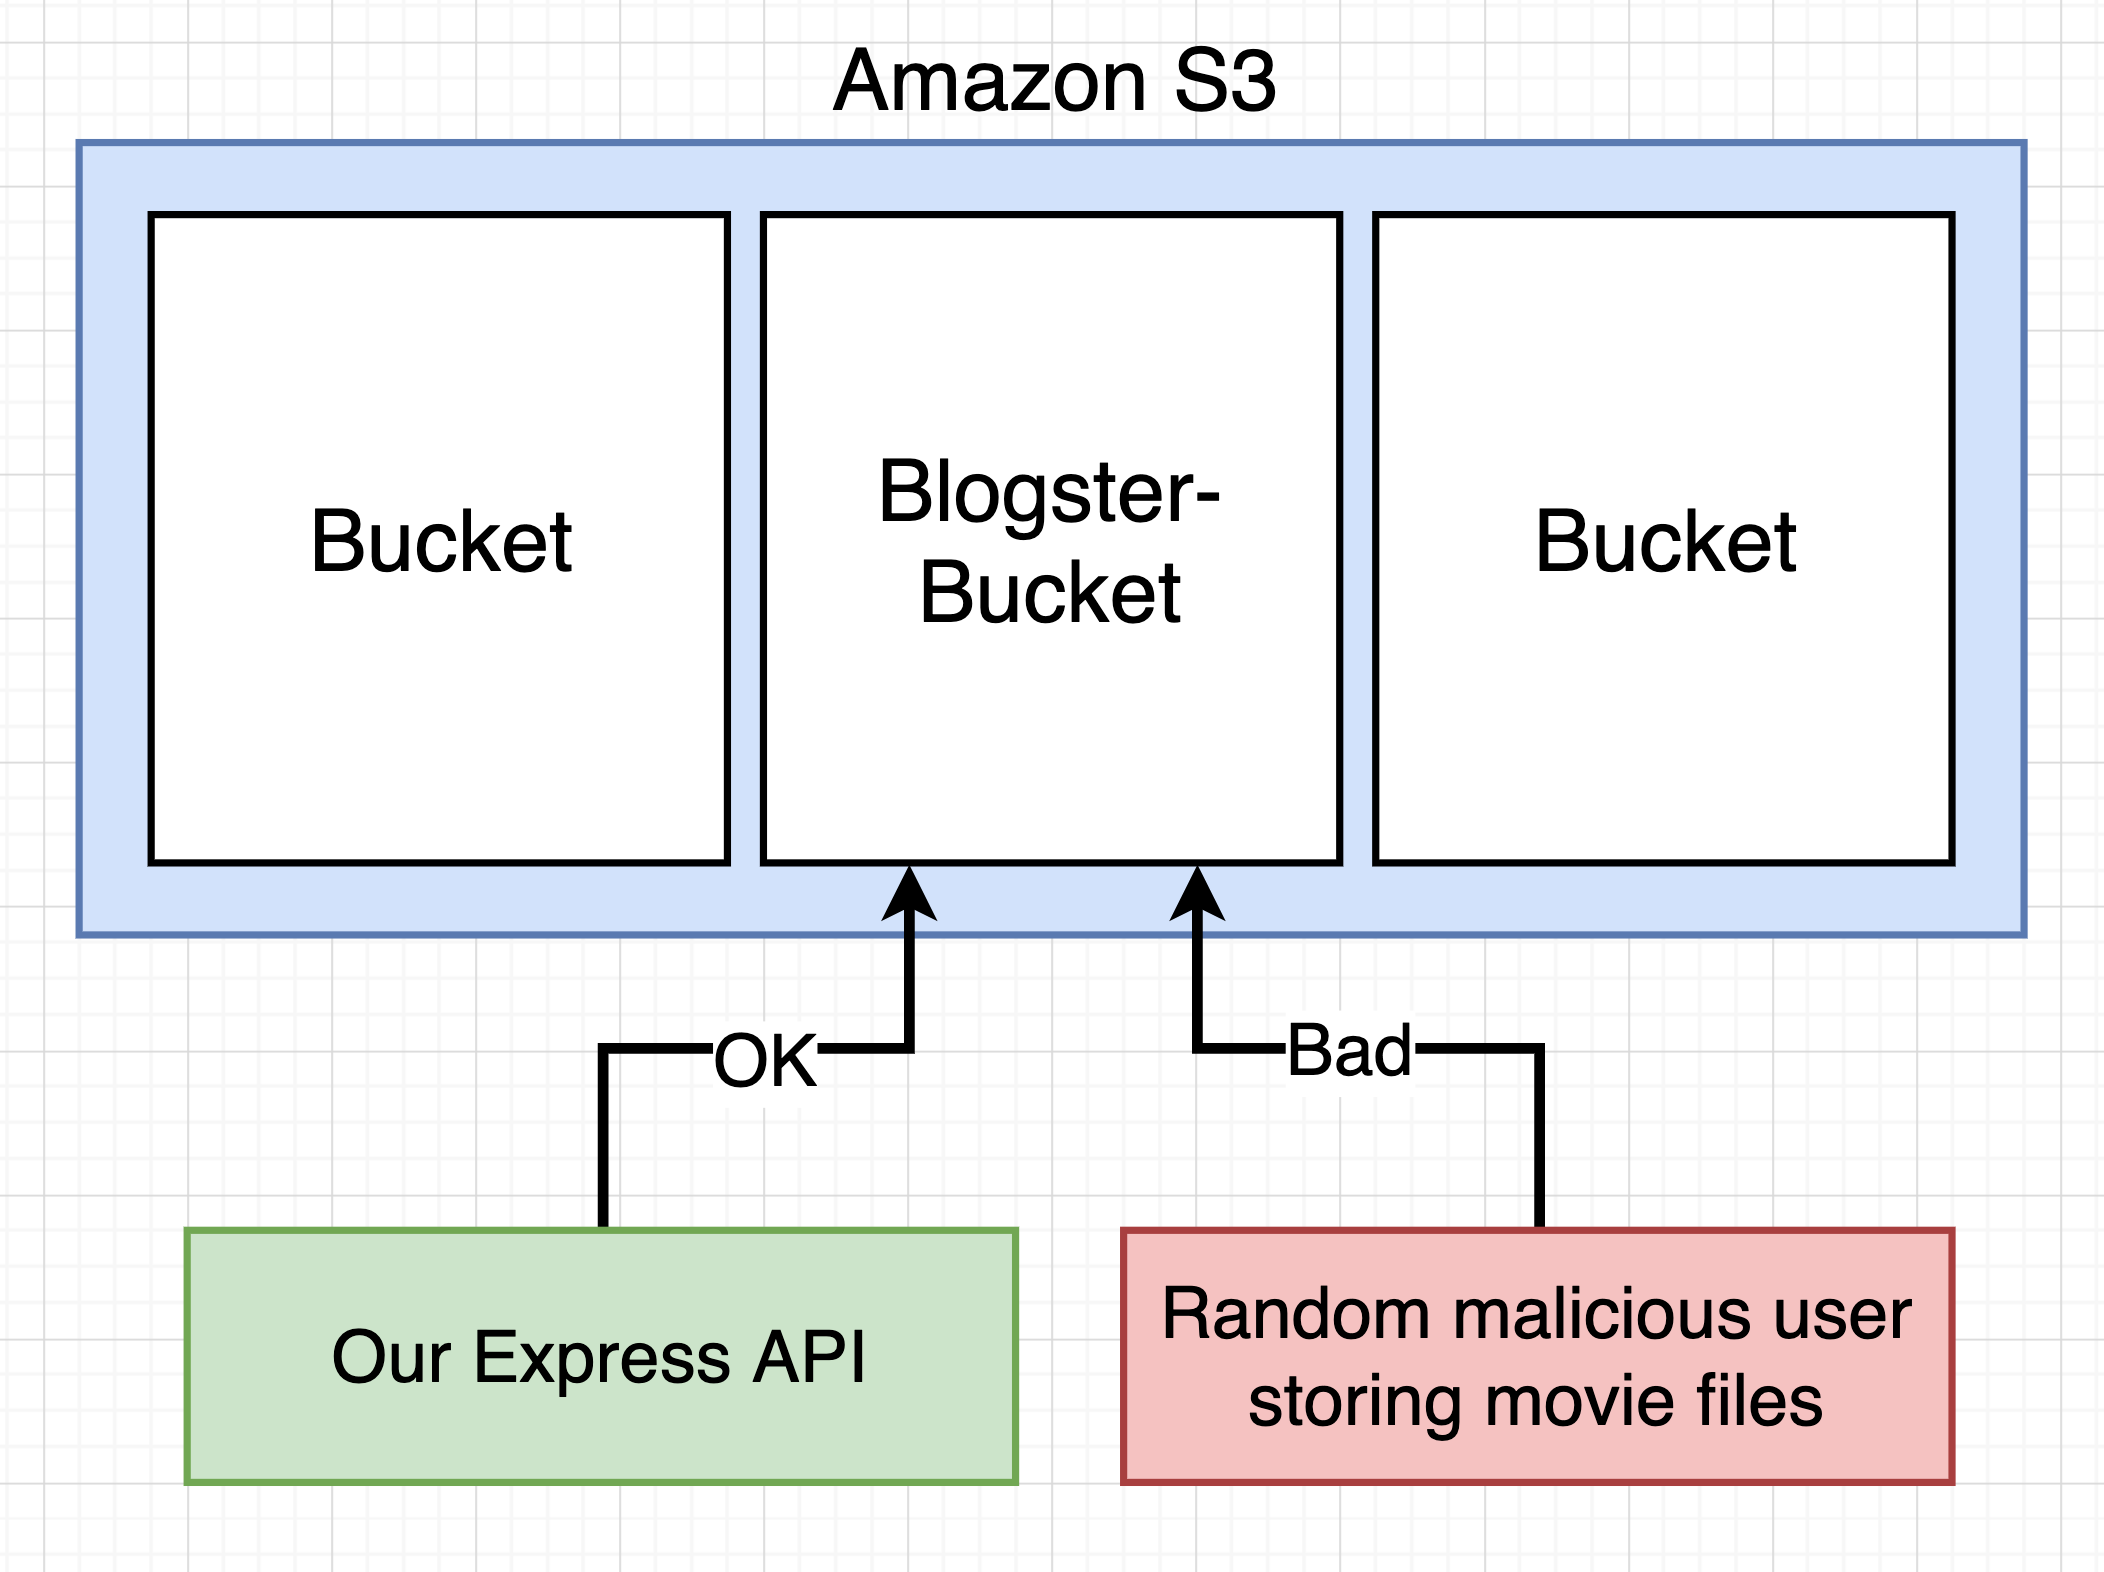 Amazon S3
Bucket
Blogster-
Bucket
Bucket
OK
Bad
Our Express API
Random malicious user
storing movie files